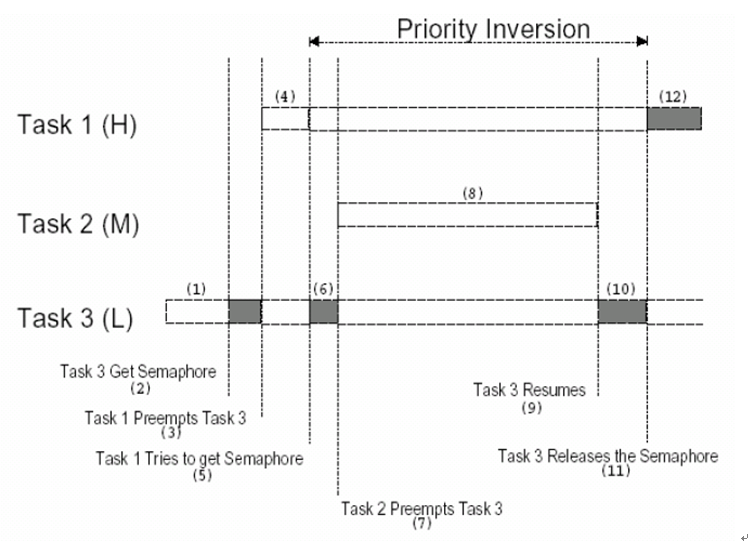 Priority Inversion
(4)
(12)
Task 1 (H)
(8)
Task 2 (M)
(1)
(6)
(10)
Task 3 (L)
Task 3 Get Semaphore
(2)
Task 1 Preempts Task 3
(3)
Task 1 Tries to get Semaphore
(5)
Task 2 Preempts Task 3
(7)
Task 3 Resumes
(9)
Task 3 Releases the Semaphore
(11)